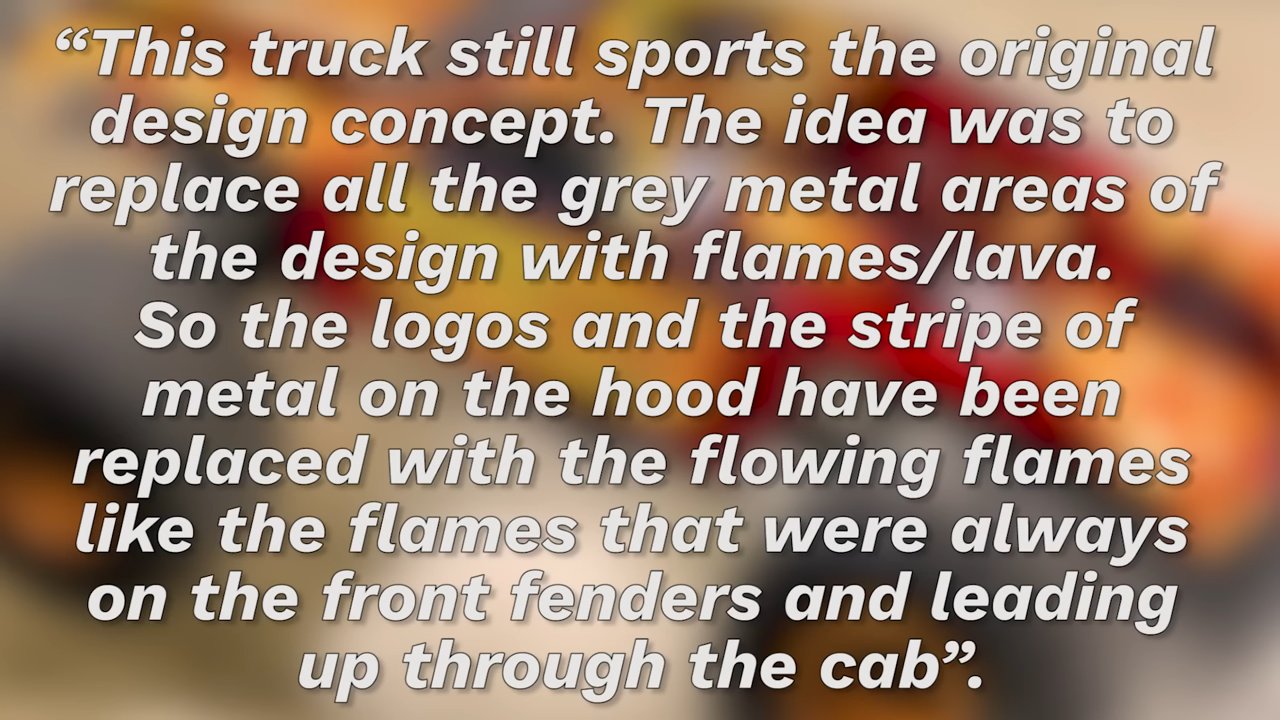 “This truck still sports the original
design concept. The idea was to
replace all the grey metal areas of
the design with flames/lava.
So the logos and the stripe of
metal on the hood have been
replaced with the flowing flames
like the flames that were always
on the front fenders and leading
up through the cab”.